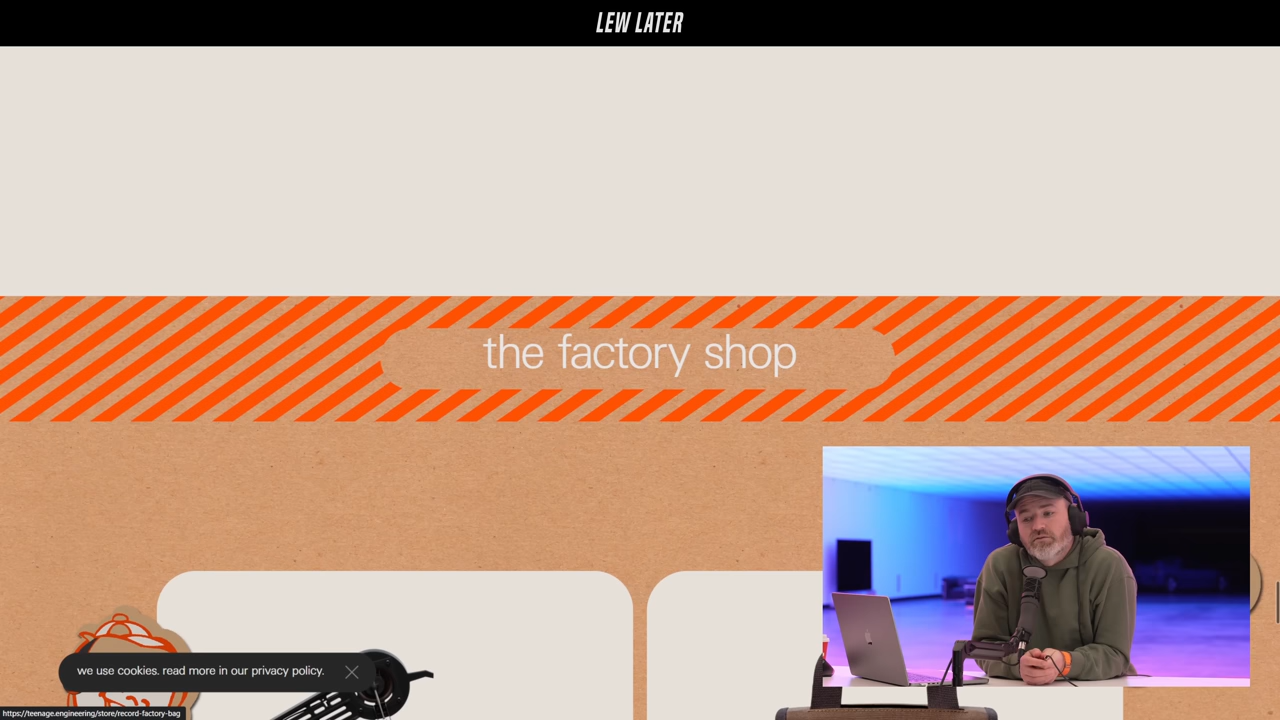 LEW LATER
the factory shop
we use cookies. read more in our privacy policy.
https://teenage.engineering/store/record-factory-bag